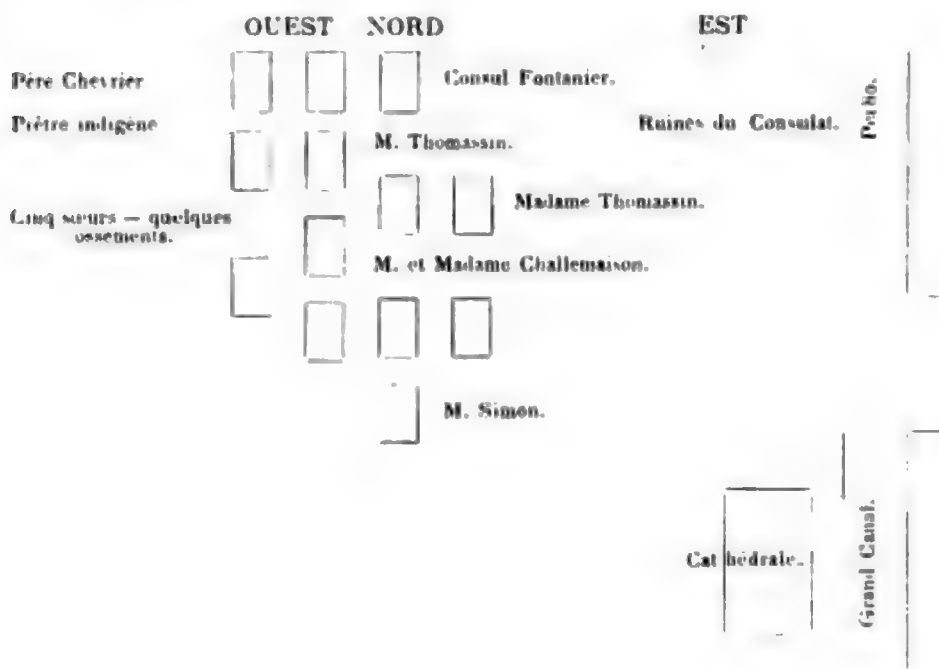 OUEST NORD EST
Père Chevrier
Consul Fontanier.
Prêtre indigène
M. Thomassin.
Ruines du Consulat.
Peiho.
Madame Thomassin.
Cinq sœurs — quelques
ossements.
M. et Madame Challemaison.
M. Simon.
Cathédrale.
Grand Canal.